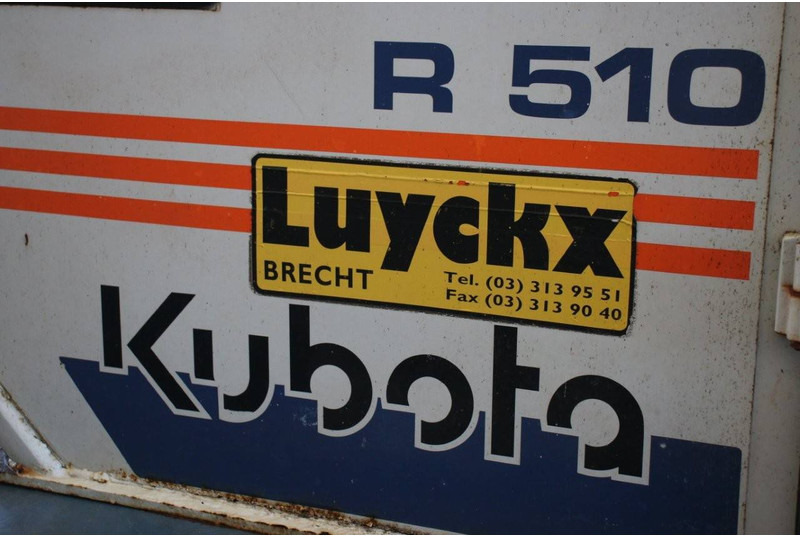 R 510
Luyckx
BRECHT
Tel. (03) 313 95 51
Fax (03) 313 90 40
Kubota